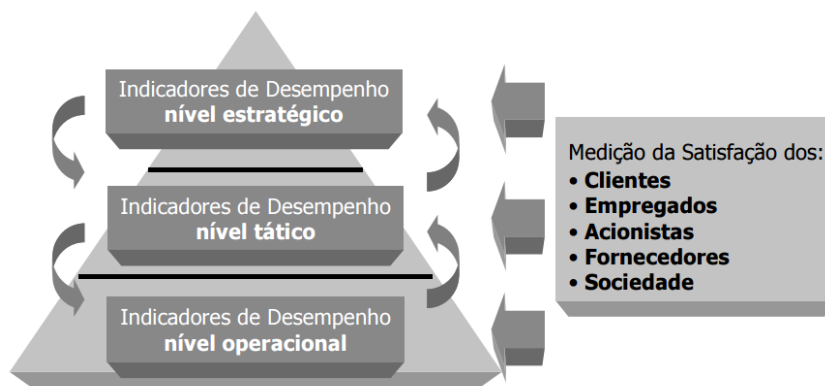 Indicadores de Desempenho
nível estratégico
Indicadores de Desempenho
nível tático
Indicadores de Desempenho
nível operacional
Medição da Satisfação dos:
• Clientes
• Empregados
• Acionistas
• Fornecedores
• Sociedade